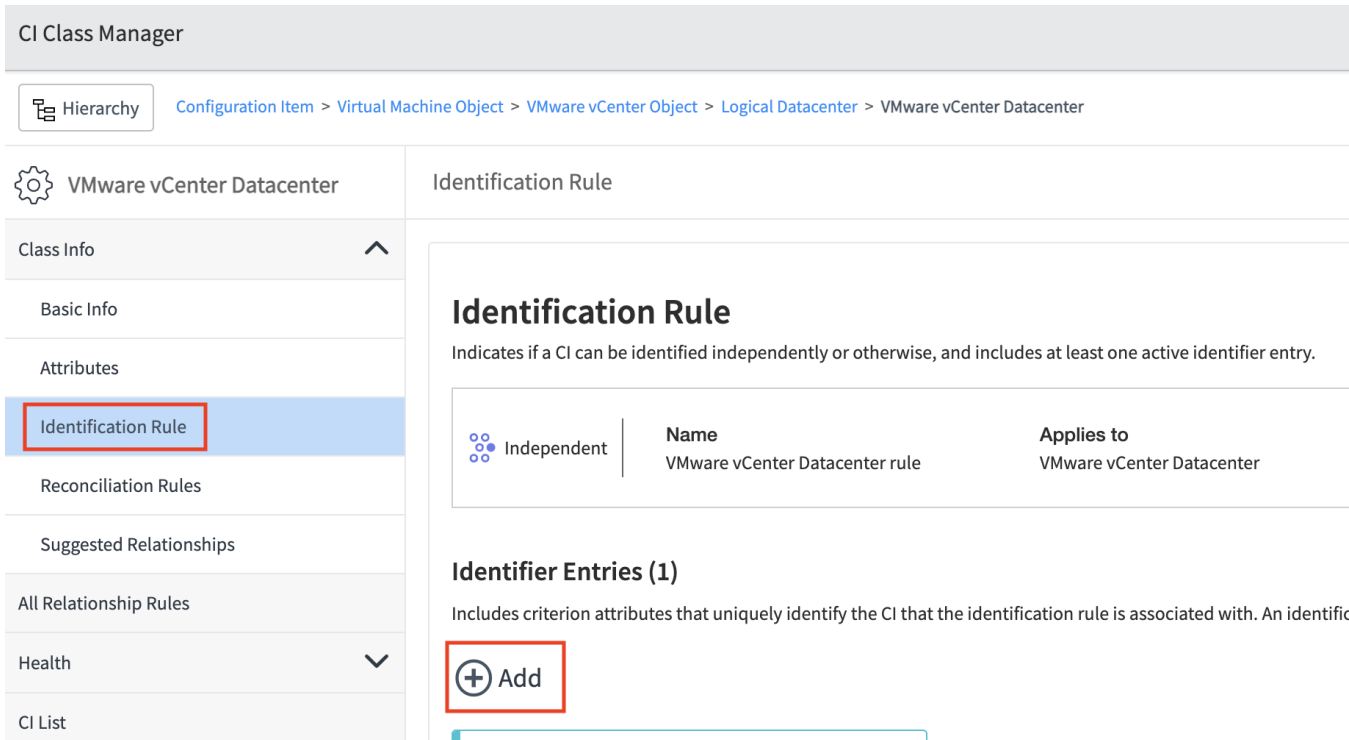 CI Class Manager
Hierarchy
Configuration Item > Virtual Machine Object > VMware vCenter Object > Logical Datacenter > VMware vCenter Datacenter
VMware vCenter Datacenter
Class Info
Basic Info
Attributes
Identification Rule
Reconciliation Rules
Suggested Relationships
All Relationship Rules
Health
CI List
Identification Rule
Identification Rule
Indicates if a CI can be identified independently or otherwise, and includes at least one active identifier entry.
Independent
Name
VMware vCenter Datacenter rule
Applies to
VMware vCenter Datacenter
Identifier Entries (1)
Includes criterion attributes that uniquely identify the CI that the identification rule is associated with. An
Add